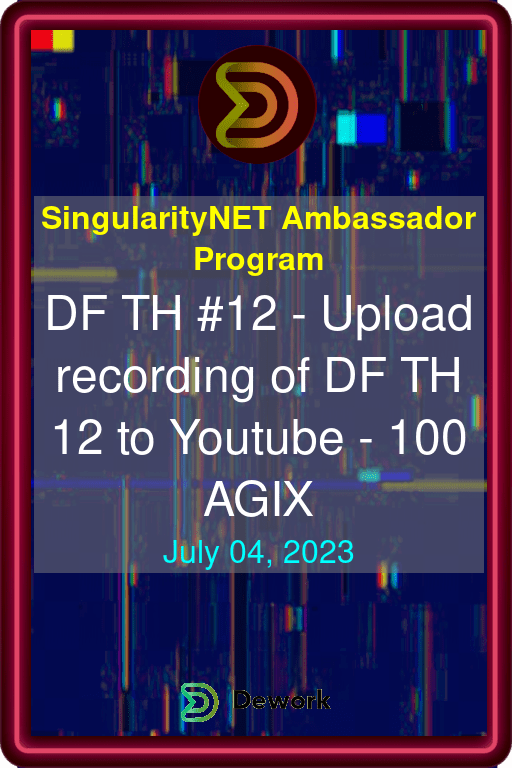 SingularityNET Ambassador
Program
DF TH #12 - Upload
recording of DF TH
12 to Youtube - 100
AGIX
July 04, 2023
Dework